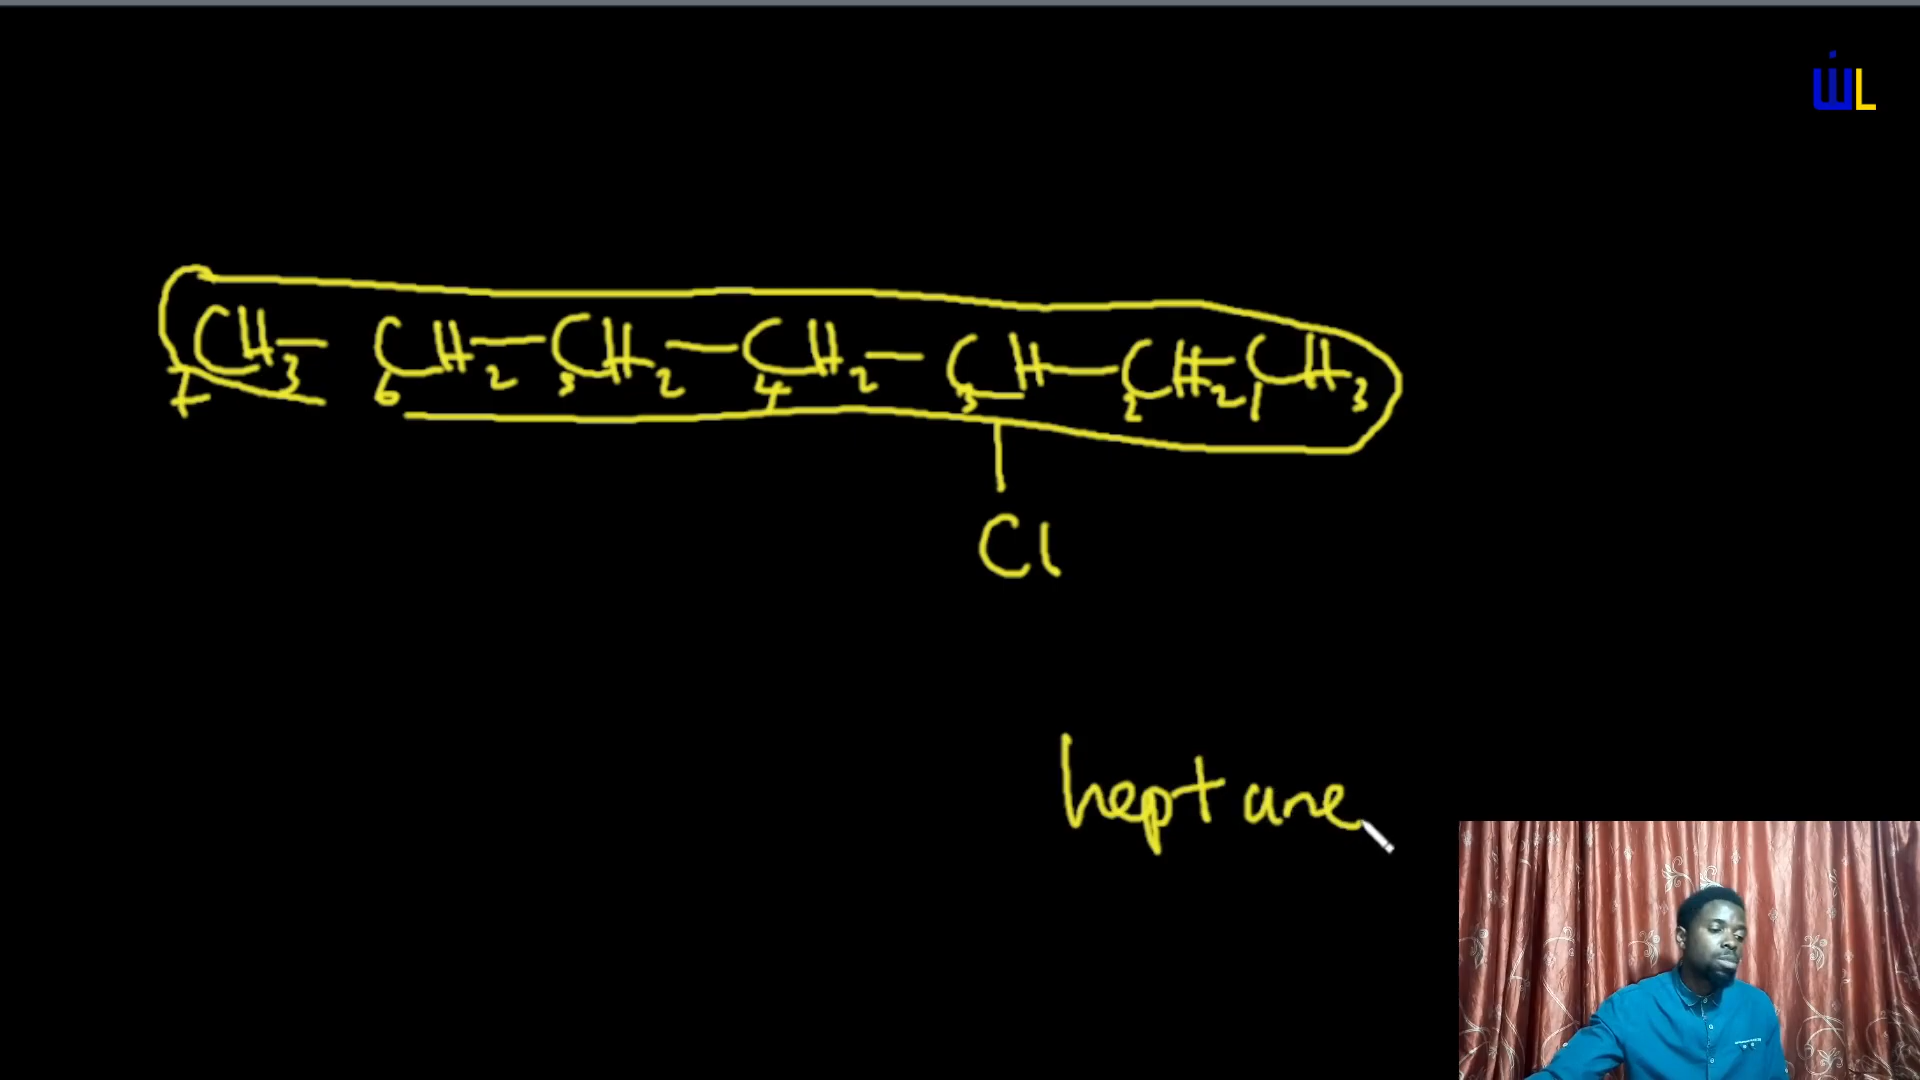 CH3 - CH2 - CH2 - CH2 - CH - CH2 - CH3
7 6 5 4 3 2 1
Cl
heptane